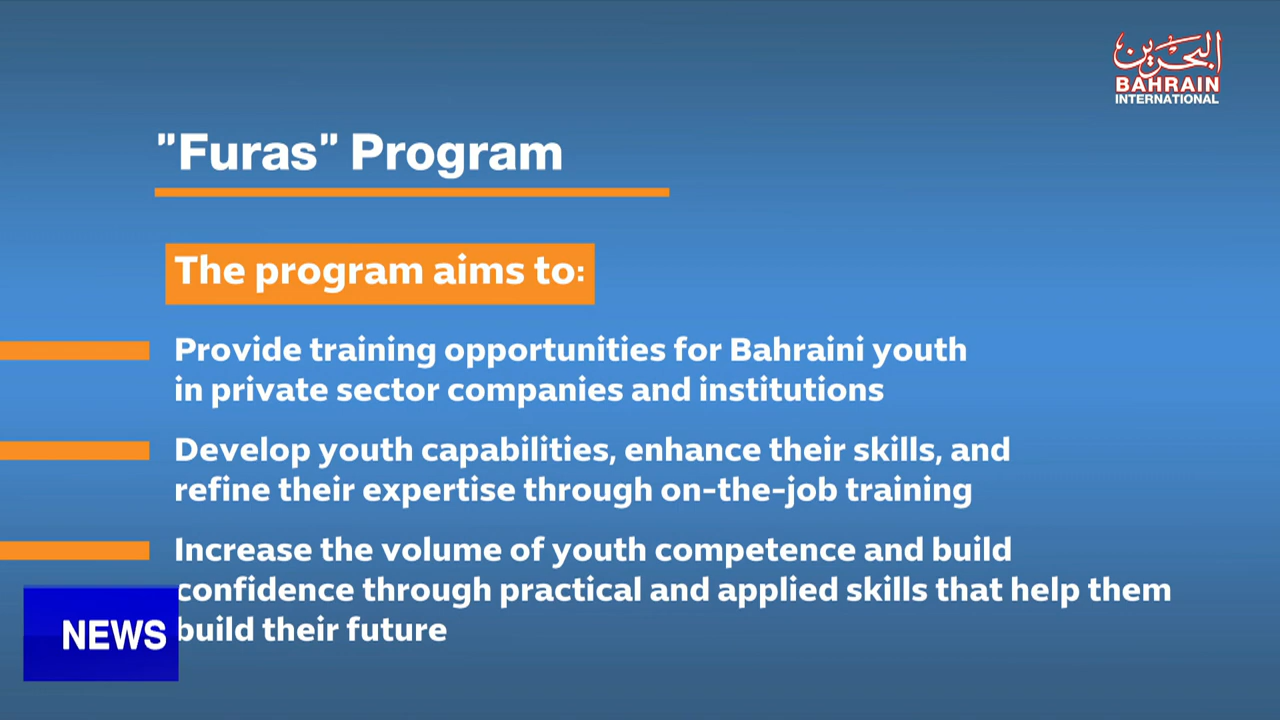 البحرين
BAHRAIN
INTERNATIONAL
"Furas" Program
The program aims to:
Provide training opportunities for Bahraini youth
in private sector companies and institutions
Develop youth capabilities, enhance their skills, and
refine their expertise through on-the-job training
Increase the volume of youth competence and build
confidence through practical and applied skills that help them
build their future
NEWS